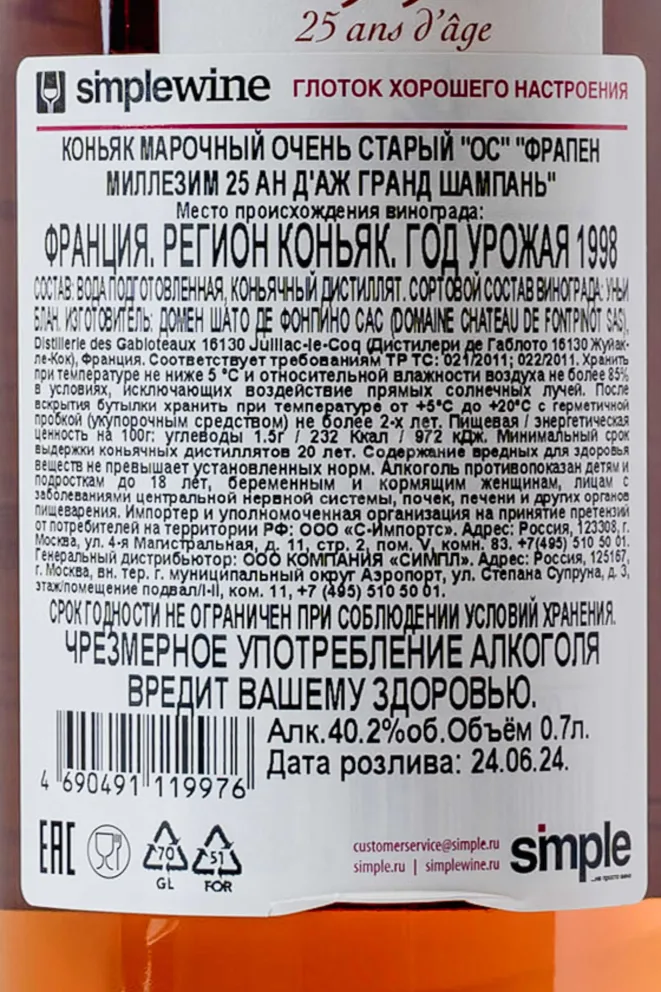 25 ans d'âge
simplewine ГЛОТОК ХОРОШЕГО НАСТРОЕНИЯ
КОНЬЯК МАРОЧНЫЙ ОЧЕНЬ СТАРЫЙ "ОС" "ФРАПЕН
МИЛЛЕЗИМ 25 АН Д'АЖ ГРАНД ШАМПАНЬ"
Место происхождения винограда:
ФРАНЦИЯ. РЕГИОН КОНЬЯК. ГОД УРОЖАЯ 1998
СОСТАВ: ВОДА ПОДГОТОВЛЕННАЯ, КОНЬЯЧНЫЙ ДИСТИЛЛЯТ. СОРТОВОЙ СОСТАВ ВИНОГРАДА: УНЬИ
БЛАН. ИЗГОТОВИТЕЛЬ: ДОМЕН ШАТО ДЕ ФОНПИНО САС (DOMAINE CHATEAU DE FONTPINOT SAS),
Distillerie des Gabloteaux 16130 Juillac-le-Coq (Дистилери де Габлото 16130 Жуйак-
ле-Кок), Франция. Соответствует требованиям ТР ТС: 021/2011; 022/2011. Хранить
при температуре не ниже 5 °С и относительной влажности воздуха не более 85%
в условиях, исключающих воздействие прямых солнечных лучей. После
вскрытия бутылки хранить при температуре от +5°С до +20°С с герметичной
пробкой (укупорочным средством) не более 2-х лет. Пищевая / энергетическая
ценность на 100г: углеводы 1.5г / 232 Ккал / 972 кДж. Минимальный срок
выдержки коньячных дистиллятов 20 лет. Содержание вредных для здоровья
веществ не превышает установленных норм. Алкоголь противопоказан детям и
подросткам до 18 лет, беременным и кормящим женщинам, лицам с
заболеваниями центральной нервной системы, почек, печени и других органов
пищеварения. Импортер и уполномоченная организация на принятие претензий
от потребителей на территории РФ: ООО «С-Импортс». Адрес: Россия, 123308, г.
Москва, ул. 4-я Магистральная, д. 11, стр. 2, пом. V, комн. 83. +7(495) 510 50 01.
Генеральный дистрибьютор: ООО КОМПАНИЯ «СИМПЛ». Адрес: Россия, 125167,
г. Москва, вн. тер. г. муниципальный округ Аэропорт, ул. Степана Супруна, д. 3,
этаж/помещение подвал/I-II, ком. 11, +7 (495) 510 50 01.
СРОК ГОДНОСТИ НЕ ОГРАНИЧЕН ПРИ СОБЛЮДЕНИИ УСЛОВИЙ ХРАНЕНИЯ.
ЧРЕЗМЕРНОЕ УПОТРЕБЛЕНИЕ АЛКОГОЛЯ
ВРЕДИТ ВАШЕМУ ЗДОРОВЬЮ.
Алк.40.2%об.Объём 0.7л.
Дата розлива: 24.06.24.
4 690491 119976
EAC 70 51
GL FOR
customerservice@simple.ru
simple.ru | simplewine.ru
simple
...не просто вино